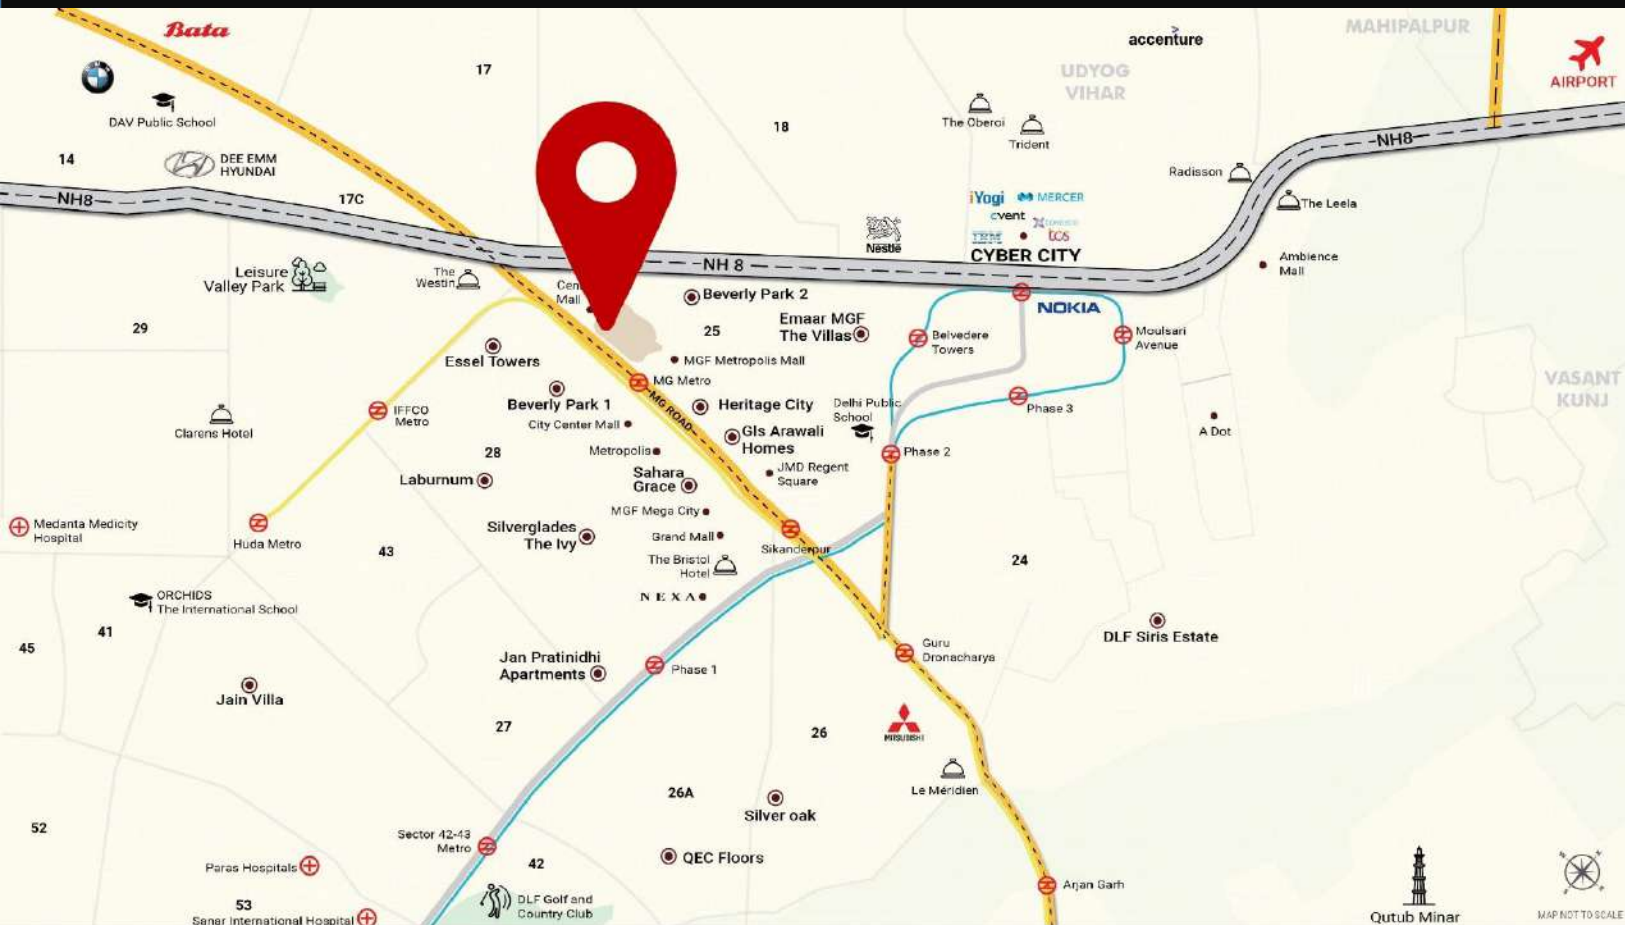 Bata
accenture
MAHIPALPUR
AIRPORT
UDYOG
VIHAR
17
18
DAV Public School
The Oberoi
Trident
14
DEE EMM
HYUNDAI
NH8
Radisson
NH8
17C
iYogi
MERCER
cvent
The Leela
IBM
tcs
Nestle
CYBER CITY
Ambience
Mall
NH 8
Leisure
Valley Park
The
Westin
Cen
Mall
Beverly Park 2
NOKIA
29
25
Emaar MGF
The Villas
Belvedere
Towers
Moulsari
Avenue
Essel Towers
MGF Metropolis Mall
MG Metro
VASANT
KUNJ
IFFCO
Metro
Beverly Park 1
MG ROAD
Heritage City
Delhi Public
School
Phase 3
Clarens Hotel
City Center Mall
Gls Arawali
Homes
A Dot
28
Metropolis
Phase 2
Laburnum
Sahara
Grace
JMD Regent
Square
MGF Mega City
Medanta Medicity
Hospital
Huda Metro
Silverglades
The Ivy
Grand Mall
Sikanderpur
43
The Bristol
Hotel
24
ORCHIDS
The International School
NEXA
41
45
DLF Siris Estate
Guru
Dronacharya
Jan Pratinidhi
Apartments
Phase 1
Jain Villa
27
26
MITSUBISHI
26A
Le Méridien
Silver oak
52
Sector 42-43
Metro
42
QEC Floors
Paras Hospitals
Arjan Garh
53
DLF Golf and
Country Club
Sanar International Hospital
Qutub Minar
MAP NOT TO SCALE